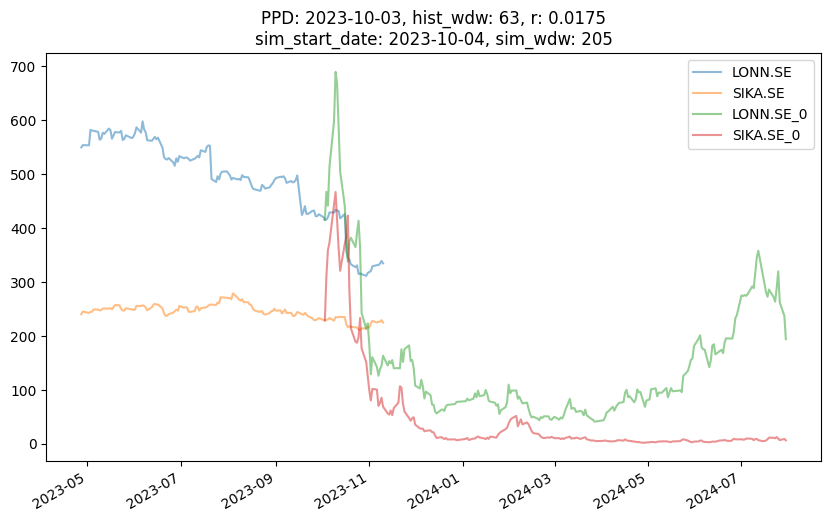 PPD: 2023-10-03, hist_wdw: 63, r: 0.0175
sim_start_date: 2023-10-04, sim_wdw: 205
700
600
500
400
300
200
100
0
LONN.SE
SIKA.SE
LONN.SE_0
SIKA.SE_0
2023-05
2023-07
2023-09
2023-11
2024-01
2024-03
2024-05
2024-07